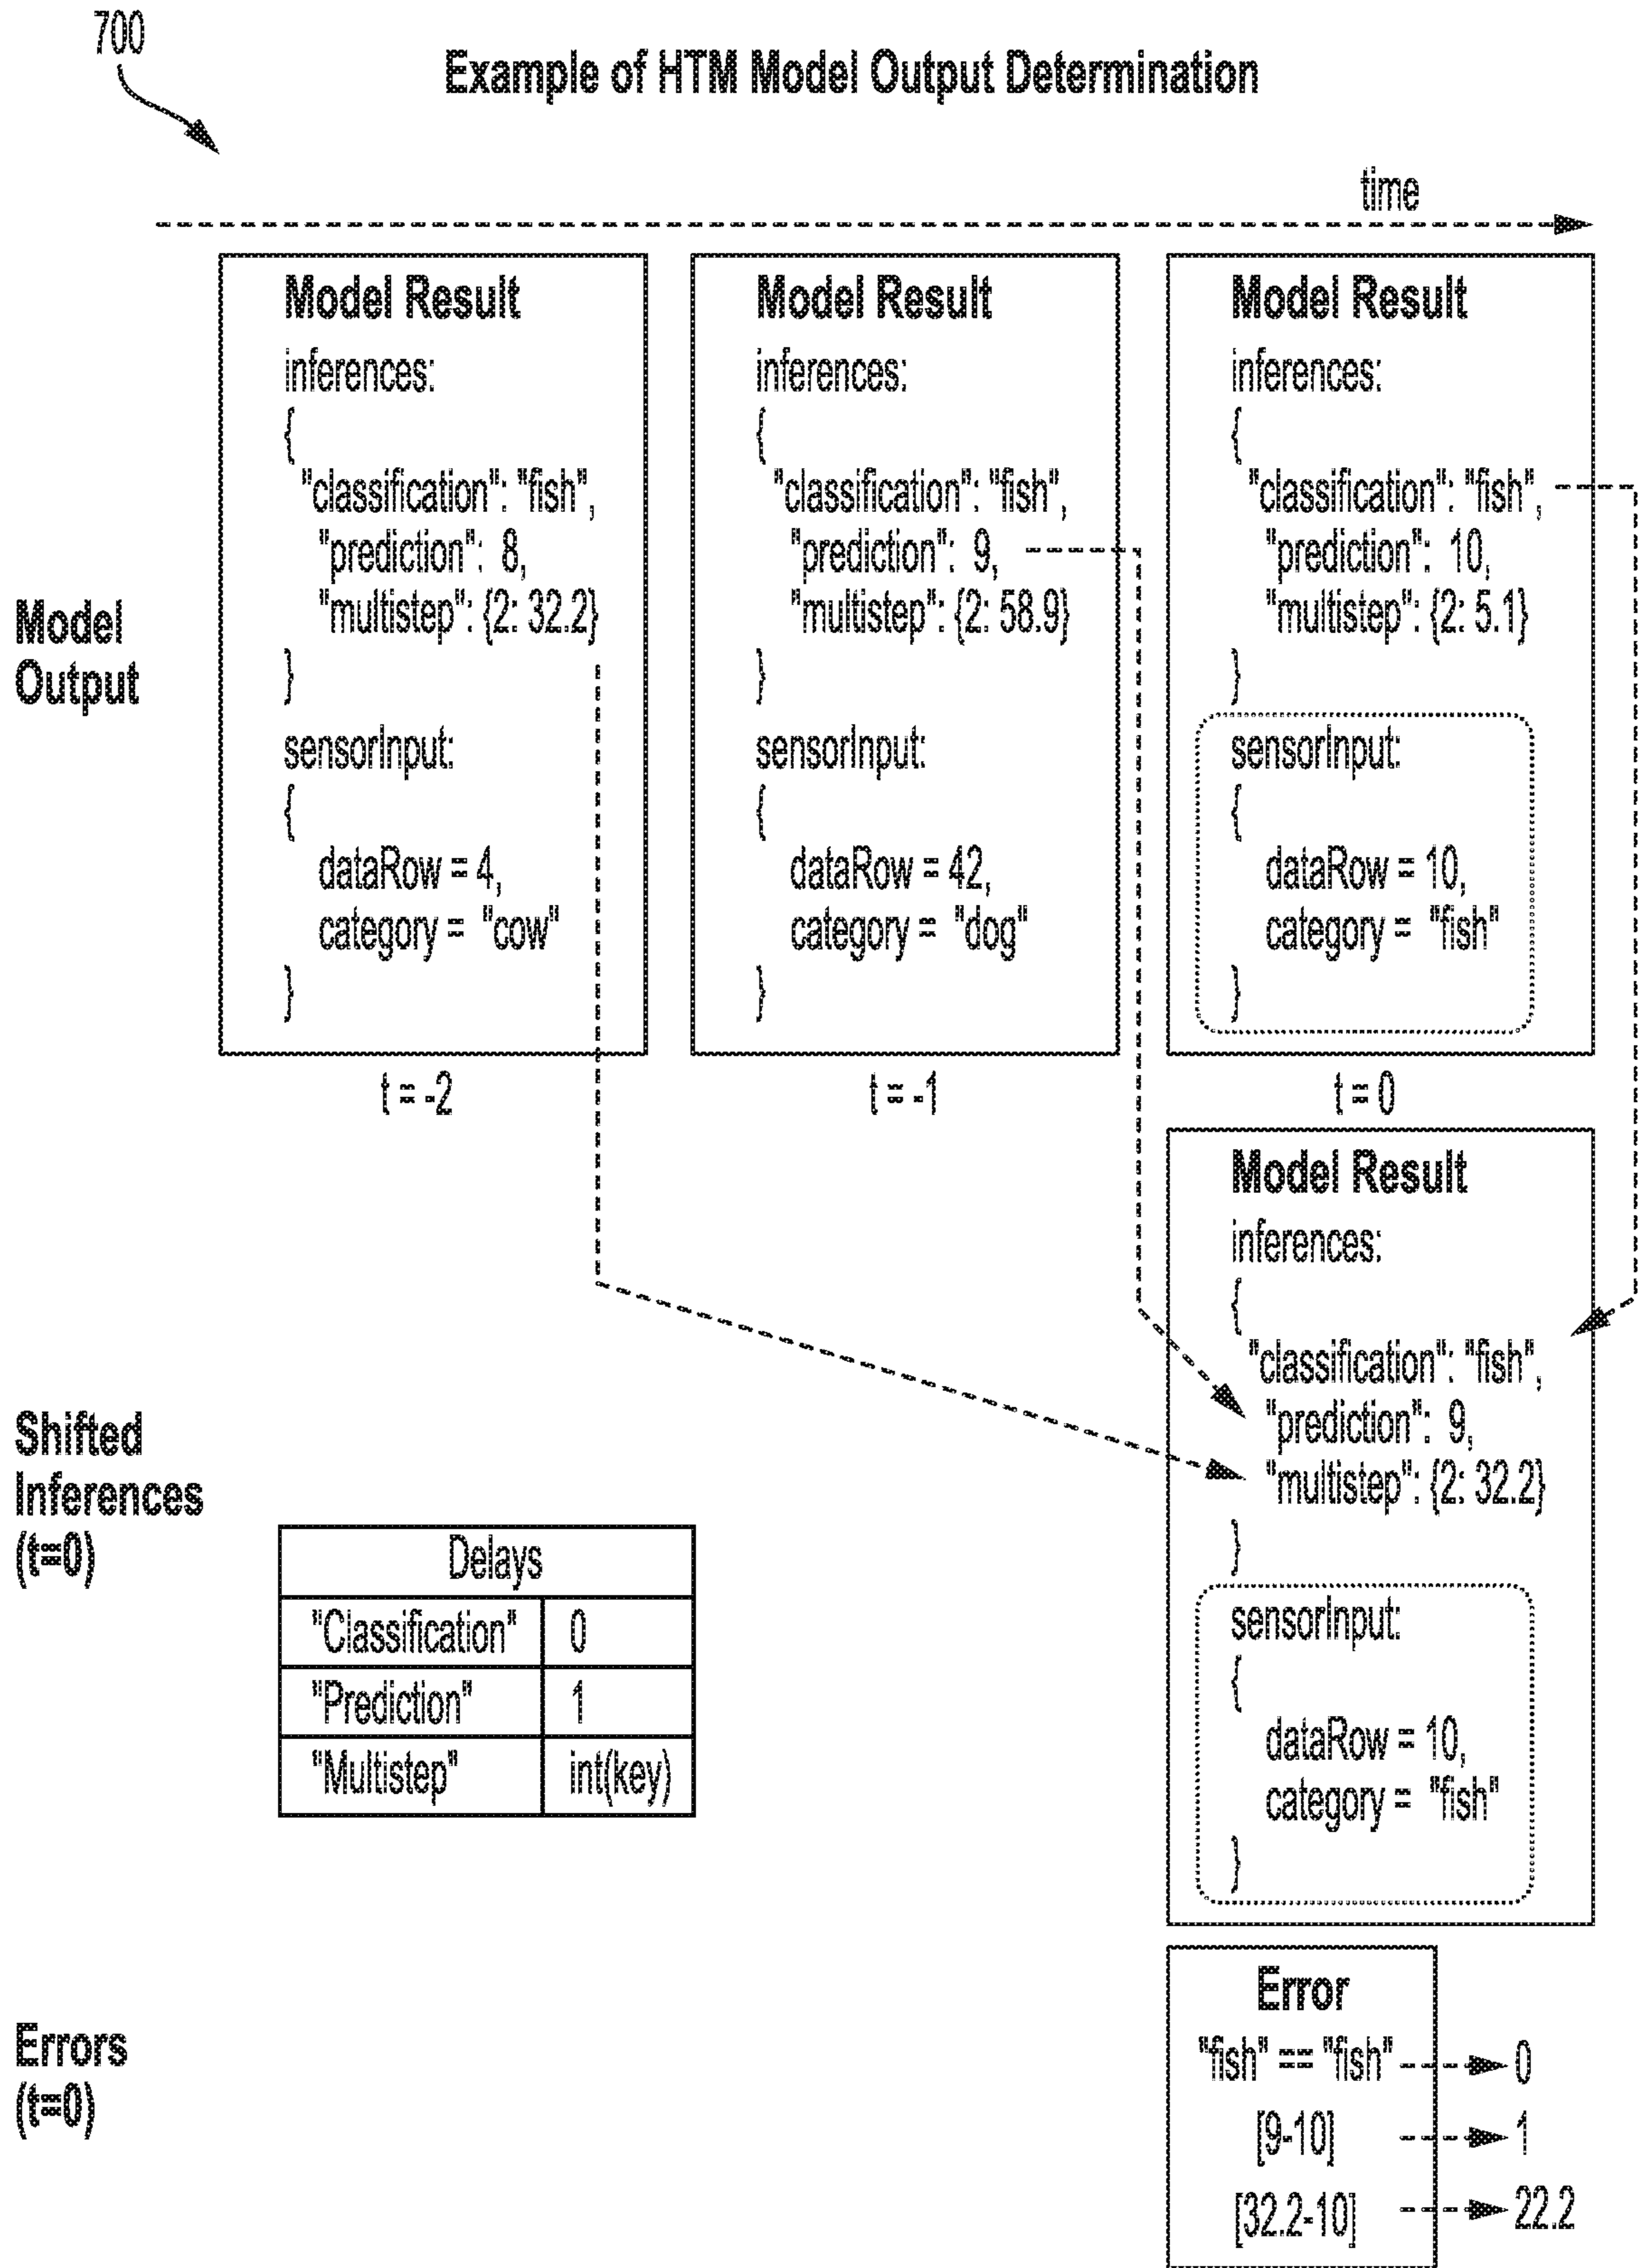 700
Example of HTM Model Output Determination
time
Model
Output
Model Result
inferences:
{
"classification": "fish",
"prediction": 8,
"multistep": {2: 32.2}
}
sensorInput:
{
dataRow = 4,
category = "cow"
}
t = -2
Model Result
inferences:
{
"classification": "fish",
"prediction": 9,
"multistep": {2: 58.9}
}
sensorInput:
{
dataRow = 42,
category = "dog"
}
t = -1
Model Result
inferences:
{
"classification": "fish",
"prediction": 10,
"multistep": {2: 5.1}
}
sensorInput:
{
dataRow = 10,
category = "fish"
}
t = 0
Shifted
Inferences
(t=0)
Delays
"Classification" 0
"Prediction" 1
"Multistep" int(key)
Model Result
inferences:
{
"classification": "fish",
"prediction": 9,
"multistep": {2: 32.2}
}
sensorInput:
{
dataRow = 10,
category = "fish"
}
Errors
(t=0)
Error
"fish" == "fish" 0
[9-10] 1
[32.2-10] 22.2